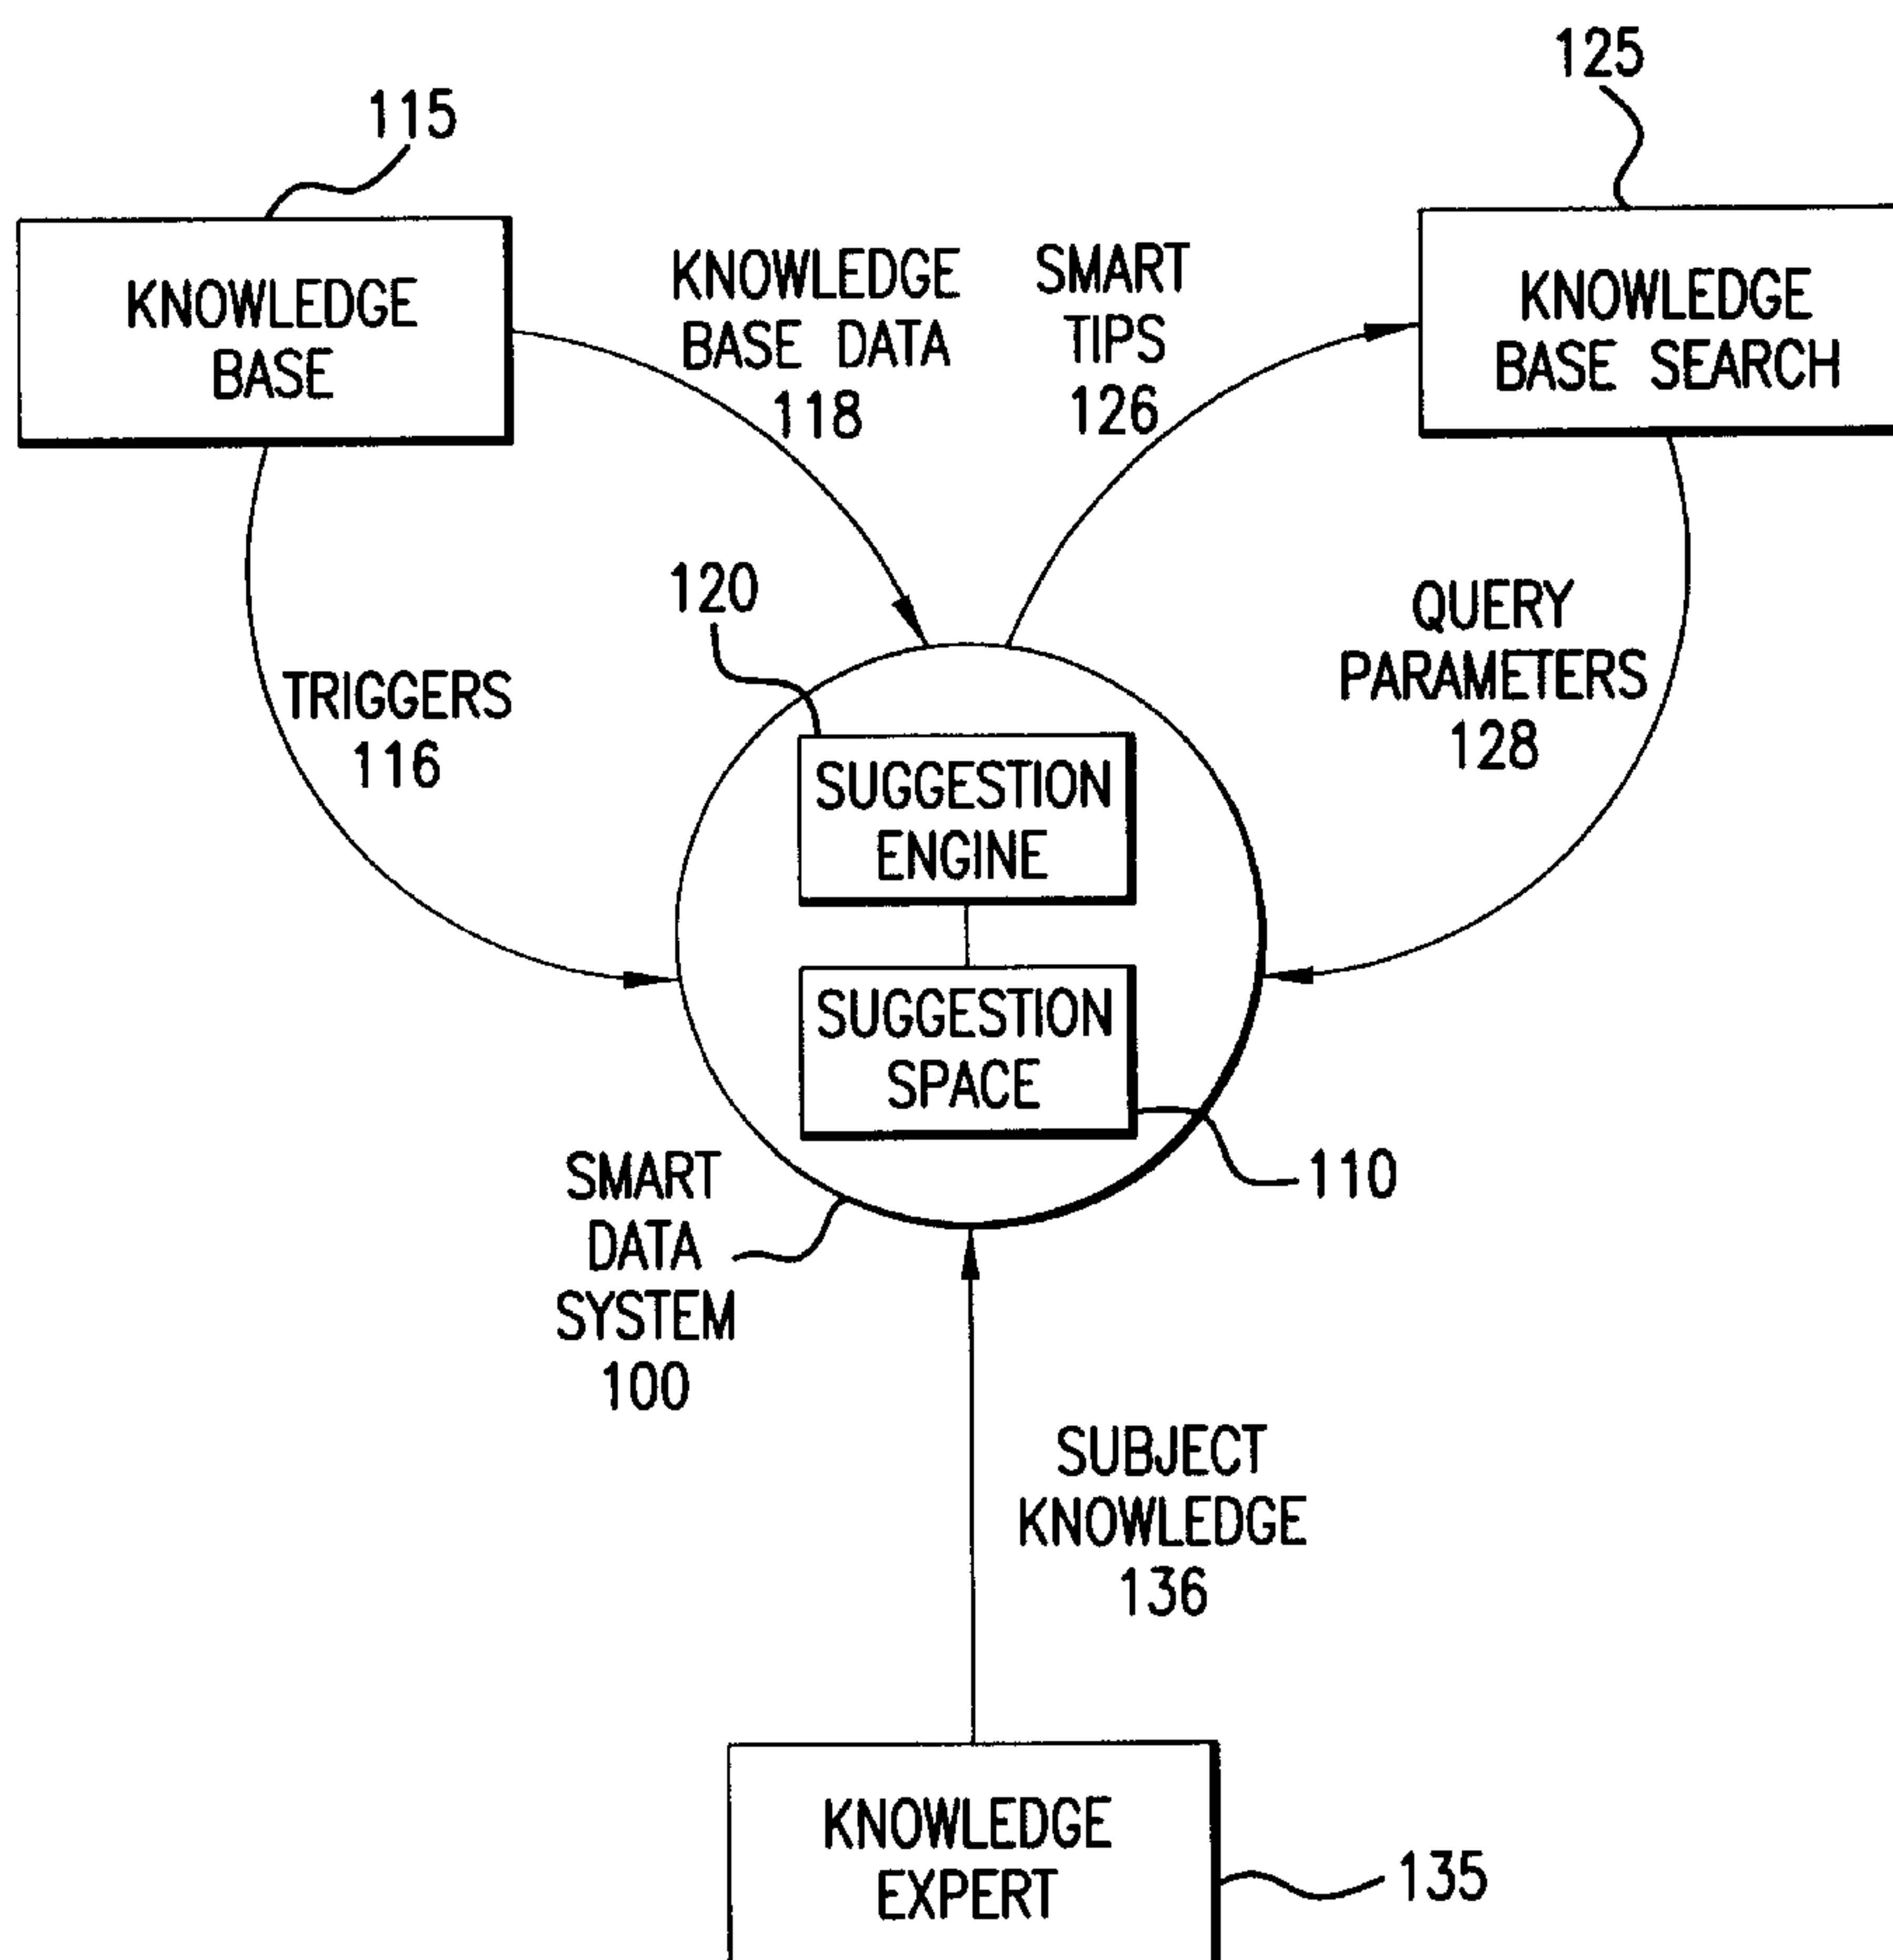 125
115
KNOWLEDGE
BASE
KNOWLEDGE
BASE DATA
118
SMART
TIPS
126
KNOWLEDGE
BASE SEARCH
120
TRIGGERS
116
QUERY
PARAMETERS
128
SUGGESTION
ENGINE
SUGGESTION
SPACE
110
SMART
DATA
SYSTEM
100
SUBJECT
KNOWLEDGE
136
KNOWLEDGE
EXPERT
135